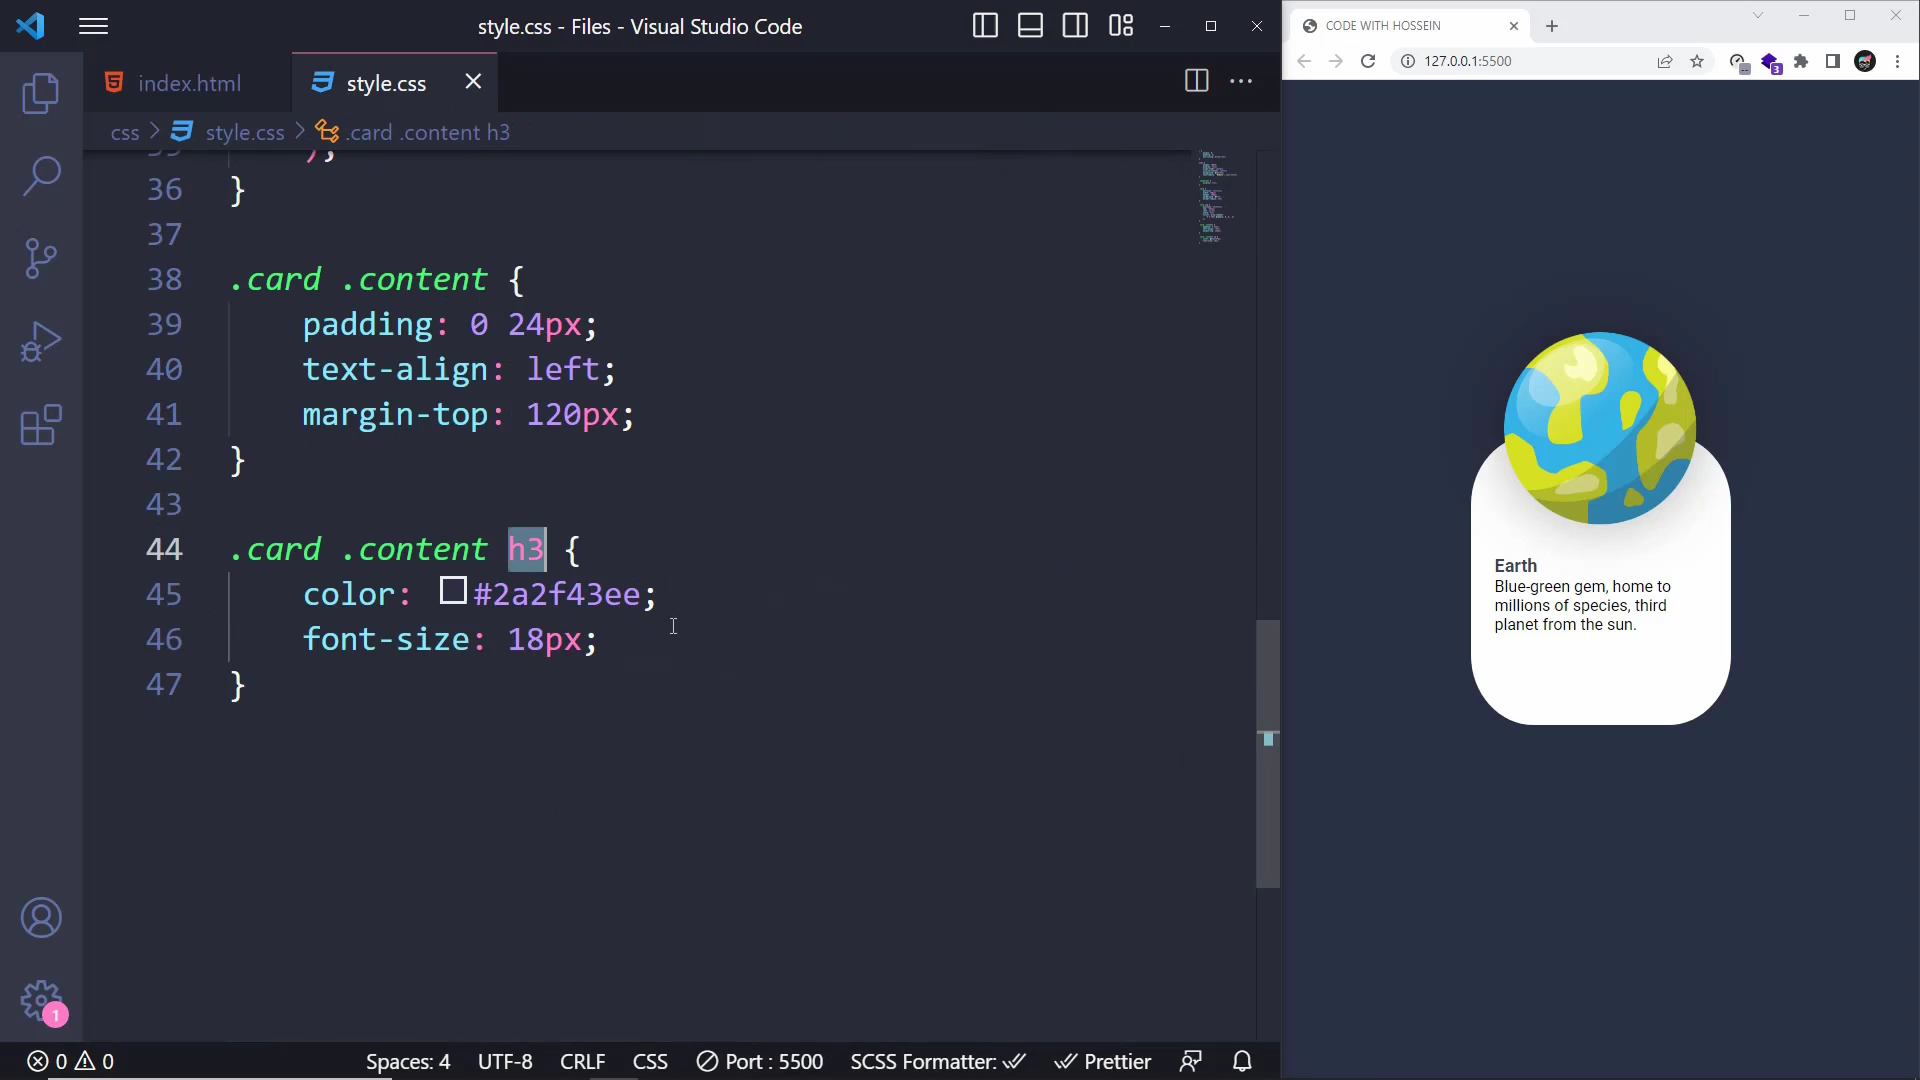 style.css - Files - Visual Studio Code
index.html
style.css
css > style.css > .card .content h3
);
36 }
37
38 .card .content {
39 padding: 0 24px;
40 text-align: left;
41 margin-top: 120px;
42 }
43
44 .card .content h3 {
45 color: #2a2f43ee;
46 font-size: 18px;
47 }
1
0 0
Spaces: 4
UTF-8
CRLF
CSS
Port : 5500
SCSS Formatter:
Prettier
CODE WITH HOSSEIN
127.0.0.1:5500
3
Earth
Blue-green gem, home to
millions of species, third
planet from the sun.